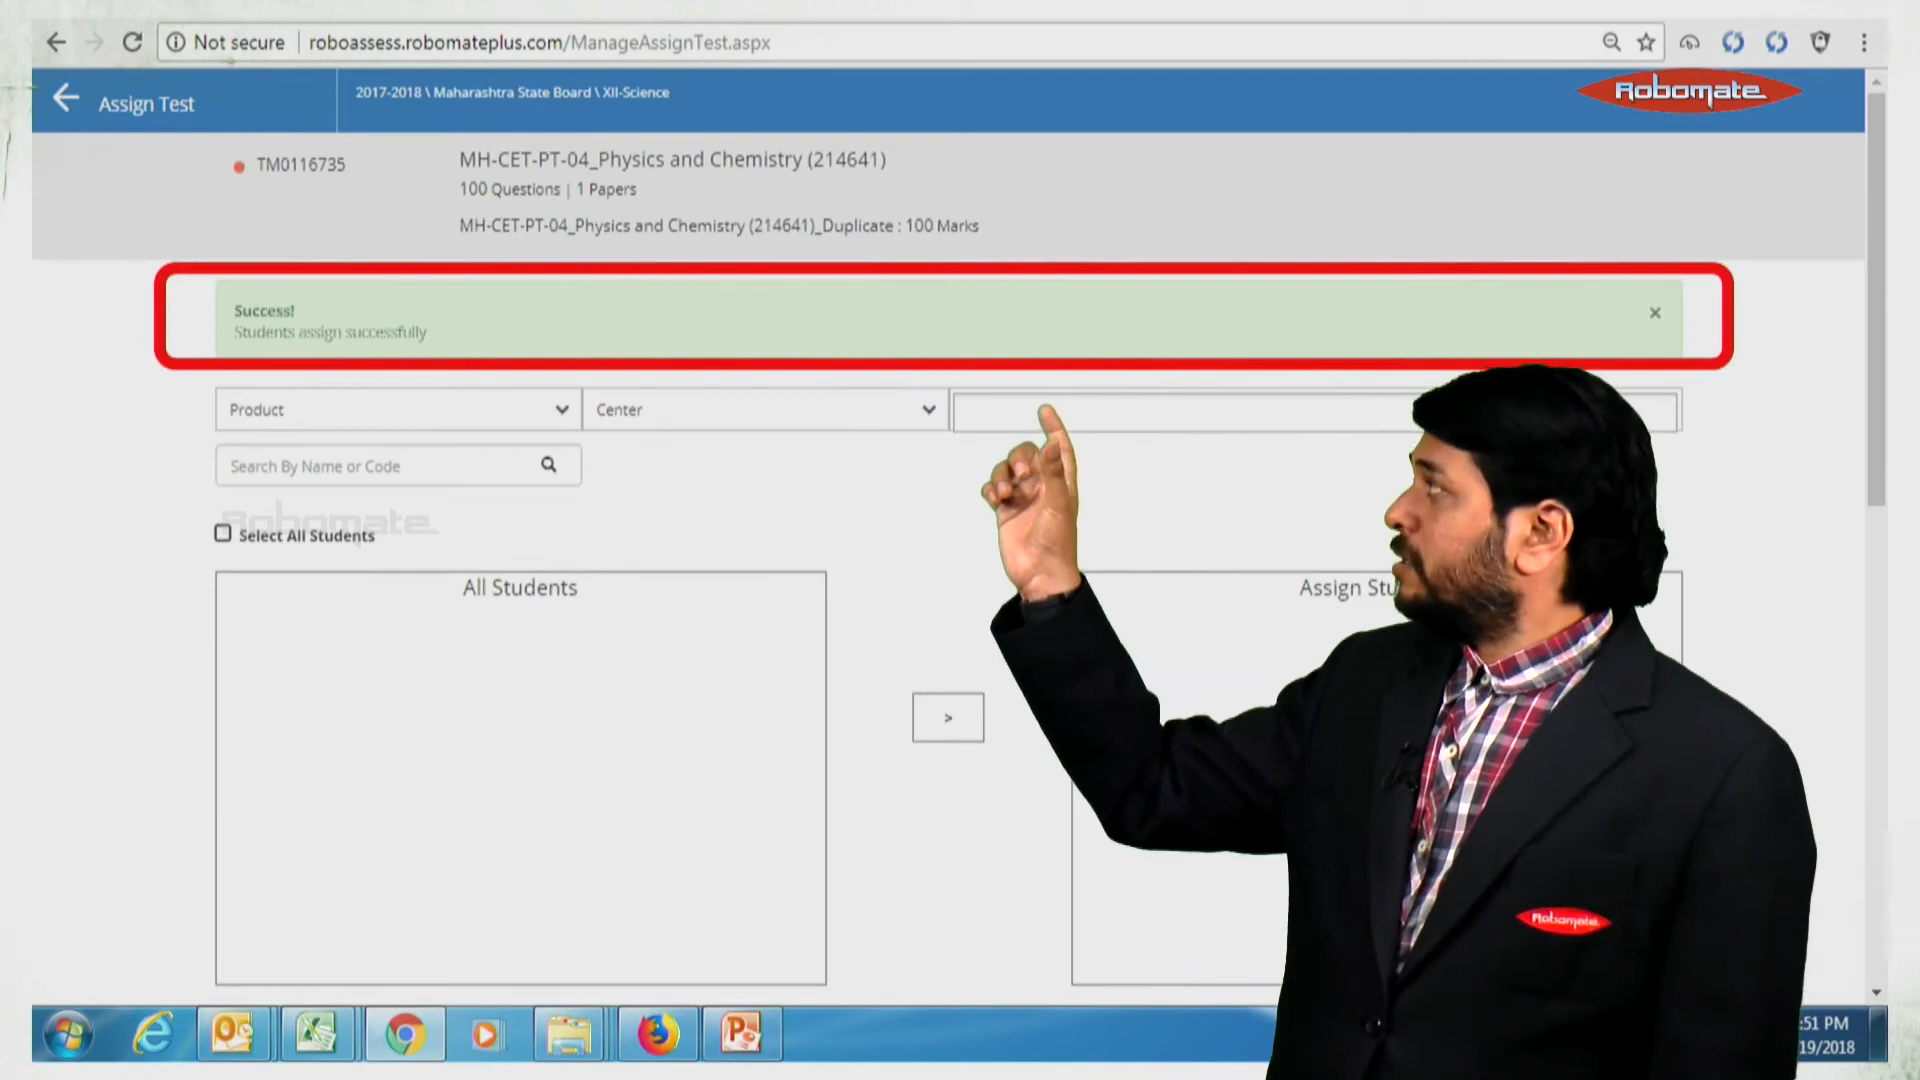 Not secure roboassess.robomateplus.com/ManageAssignTest.aspx
Assign Test
2017-2018 \ Maharashtra State Board \ XII-Science
Robomate
TM0116735
MH-CET-PT-04_Physics and Chemistry (214641)
100 Questions | 1 Papers
MH-CET-PT-04_Physics and Chemistry (214641)_Duplicate : 100 Marks
Success!
Students assign successfully
×
Product
Center
Search By Name or Code
Robomate
Select All Students
All Students
Assign Stu
>
Robomate
:51 PM
19/2018